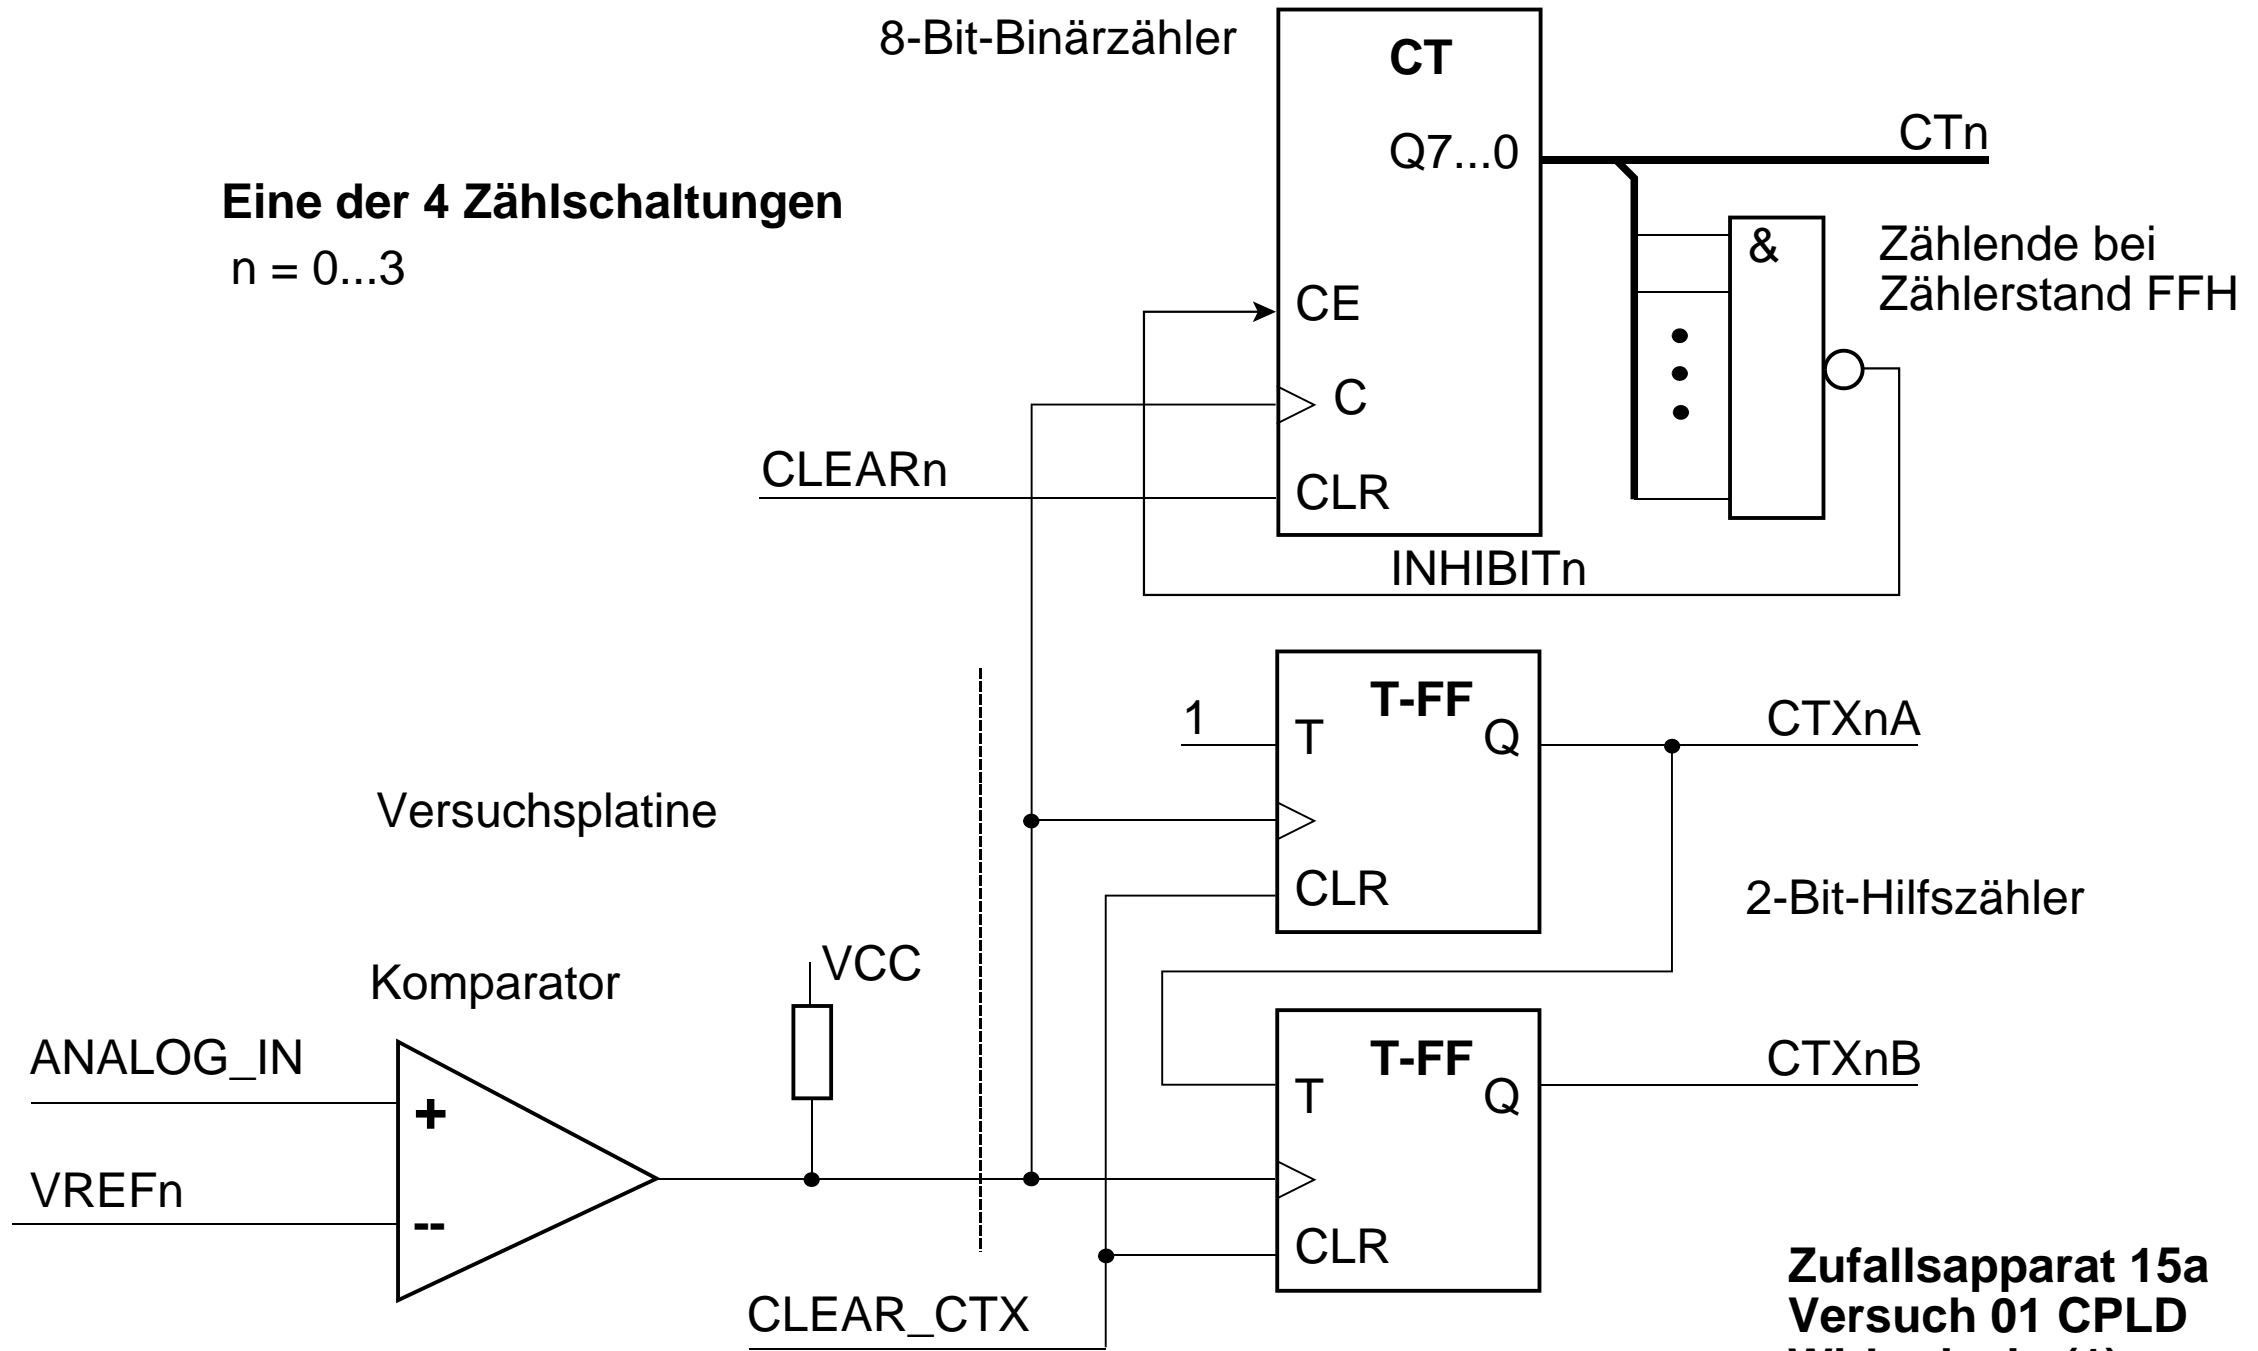 8-Bit-Binärzähler
CT
Q7...0
CTn
Eine der 4 Zählschaltungen
n = 0...3
&
Zählende bei
Zählerstand FFH
CE
C
CLEARn
CLR
INHIBITn
T-FF
1
T
Q
CTXnA
Versuchsplatine
CLR
2-Bit-Hilfszähler
VCC
Komparator
ANALOG_IN
+
T-FF
T
Q
CTXnB
VREFn
--
CLR
CLEAR_CTX
Zufallsapparat 15a
Versuch 01 CPLD